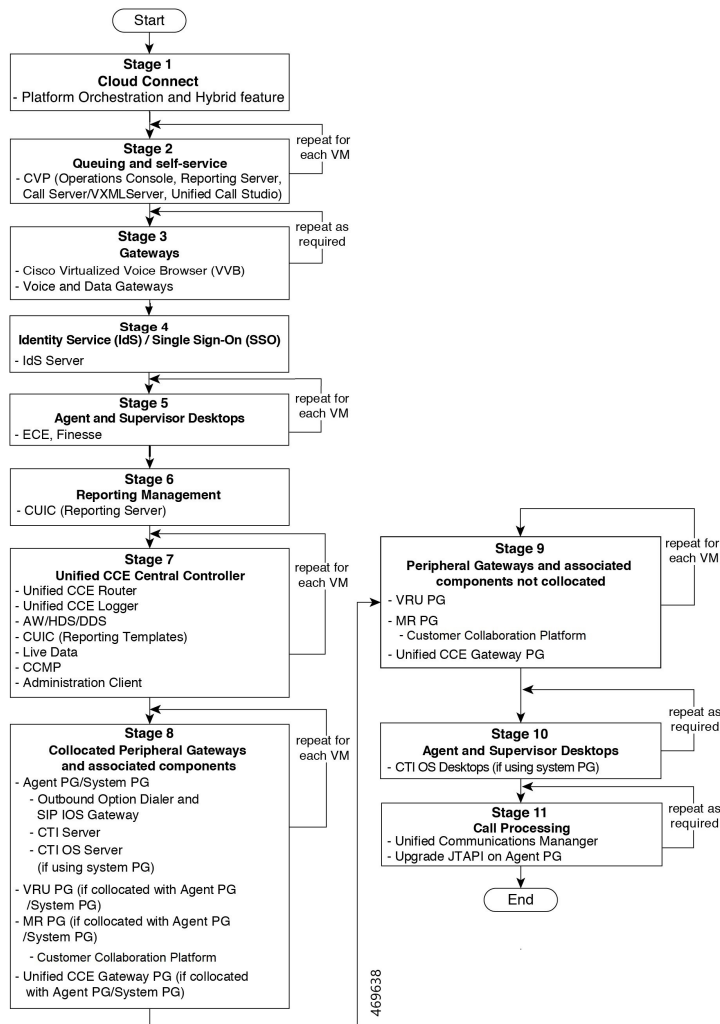 Start
Stage 1
Cloud Connect
- Platform Orchestration and Hybrid feature
repeat for
each VM
Stage 2
Queuing and self-service
- CVP (Operations Console, Reporting Server,
Call Server/VXMLServer, Unified Call Studio)
repeat as
required
Stage 3
Gateways
- Cisco Virtualized Voice Browser (VVB)
- Voice and Data Gateways
Stage 4
Identity Service (IdS) / Single Sign-On (SSO)
- IdS Server
repeat for
each VM
Stage 5
Agent and Supervisor Desktops
- ECE, Finesse
Stage 6
Reporting Management
- CUIC (Reporting Server)
repeat for
each VM
Stage 7
Unified CCE Central Controller
- Unified CCE Router
- Unified CCE Logger
- AW/HDS/DDS
- CUIC (Reporting Templates)
- Live Data
- CCMP
- Administration Client
repeat for
each VM
Stage 8
Collocated Peripheral Gateways
and associated components
- Agent PG/System PG
- Outbound Option Dialer and
SIP IOS Gateway
- CTI Server
- CTI OS Server
(if using system PG)
- VRU PG (if collocated with Agent PG
/System PG)
- MR PG (if collocated with Agent PG
/System PG)
- Customer Collaboration Platform
- Unified CCE Gateway PG (if collocated
with Agent PG/System PG)
repeat for
each VM
Stage 9
Peripheral Gateways and associated
components not collocated
- VRU PG
- MR PG
- Customer Collaboration Platform
- Unified CCE Gateway PG
repeat as
required
Stage 10
Agent and Supervisor Desktops
- CTI OS Desktops (if using system PG)
repeat as
required
Stage 11
Call Processing
- Unified Communications Mananger
- Upgrade JTAPI on Agent PG
End
469638